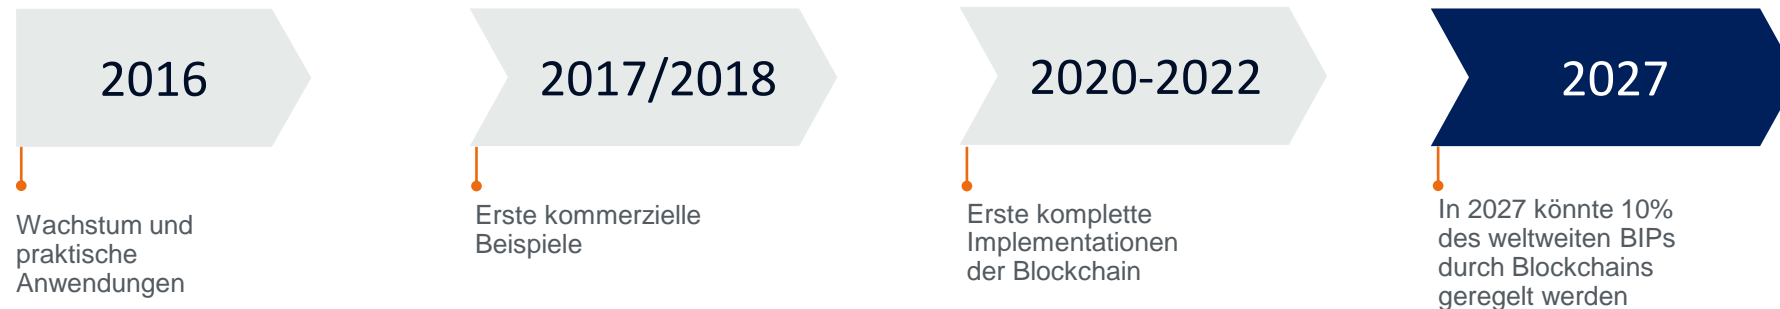 2016
Wachstum und
praktische
Anwendungen
2017/2018
Erste kommerzielle
Beispiele
2020-2022
Erste komplette
Implementationen
der Blockchain
2027
In 2027 könnte 10%
des weltweiten BIPs
durch Blockchains
geregelt werden